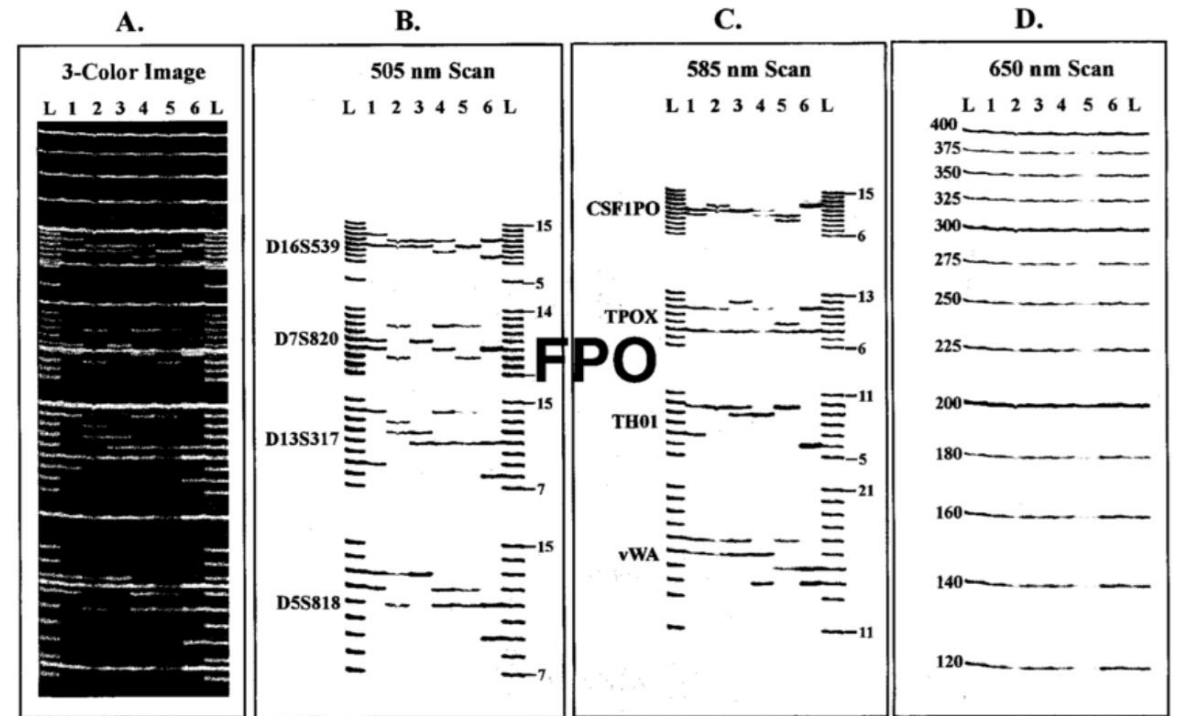 A.
B.
C.
D.
3-Color Image
505 nm Scan
585 nm Scan
650 nm Scan
L 1 2 3 4 5 6 L
L 1 2 3 4 5 6 L
L 1 2 3 4 5 6 L
L 1 2 3 4 5 6 L
D16S539
15
5
D7S820
14
D13S317
15
7
D5S818
15
7
FPO
CSF1PO
15
6
TPOX
13
6
TH01
11
5
vWA
21
11
400
375
350
325
300
275
250
225
200
180
160
140
120